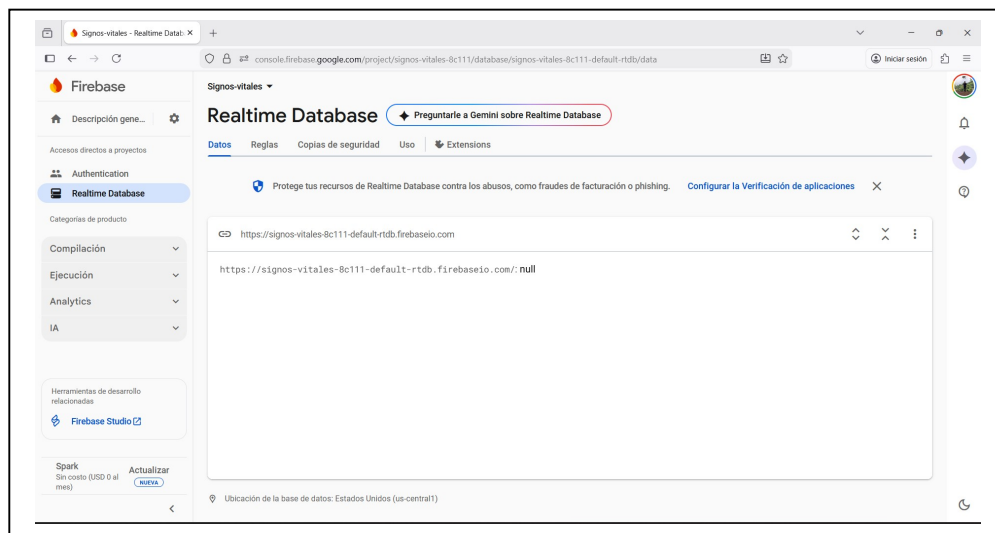 Signos-vitales - Realtime Datab
console.firebase.google.com/project/signos-vitales-8c111/database/signos-vitales-8c111-default-rtdb/data
Iniciar sesión
Firebase
Descripción gene...
Accesos directos a proyectos
Authentication
Realtime Database
Categorías de producto
Compilación
Ejecución
Analytics
IA
Herramientas de desarrollo
relacionadas
Firebase Studio
Spark
Sin costo (USD 0 al
mes)
Actualizar
NUEVA
Signos-vitales
Realtime Database
Preguntarle a Gemini sobre Realtime Database
Datos Reglas Copias de seguridad Uso Extensions
Protege tus recursos de Realtime Database contra los abusos, como fraudes de facturación o phishing. Configurar la Verificación de aplicaciones
https://signos-vitales-8c111-default-rtdb.firebaseio.com
https://signos-vitales-8c111-default-rtdb.firebaseio.com/: null
Ubicación de la base de datos: Estados Unidos (us-central1)